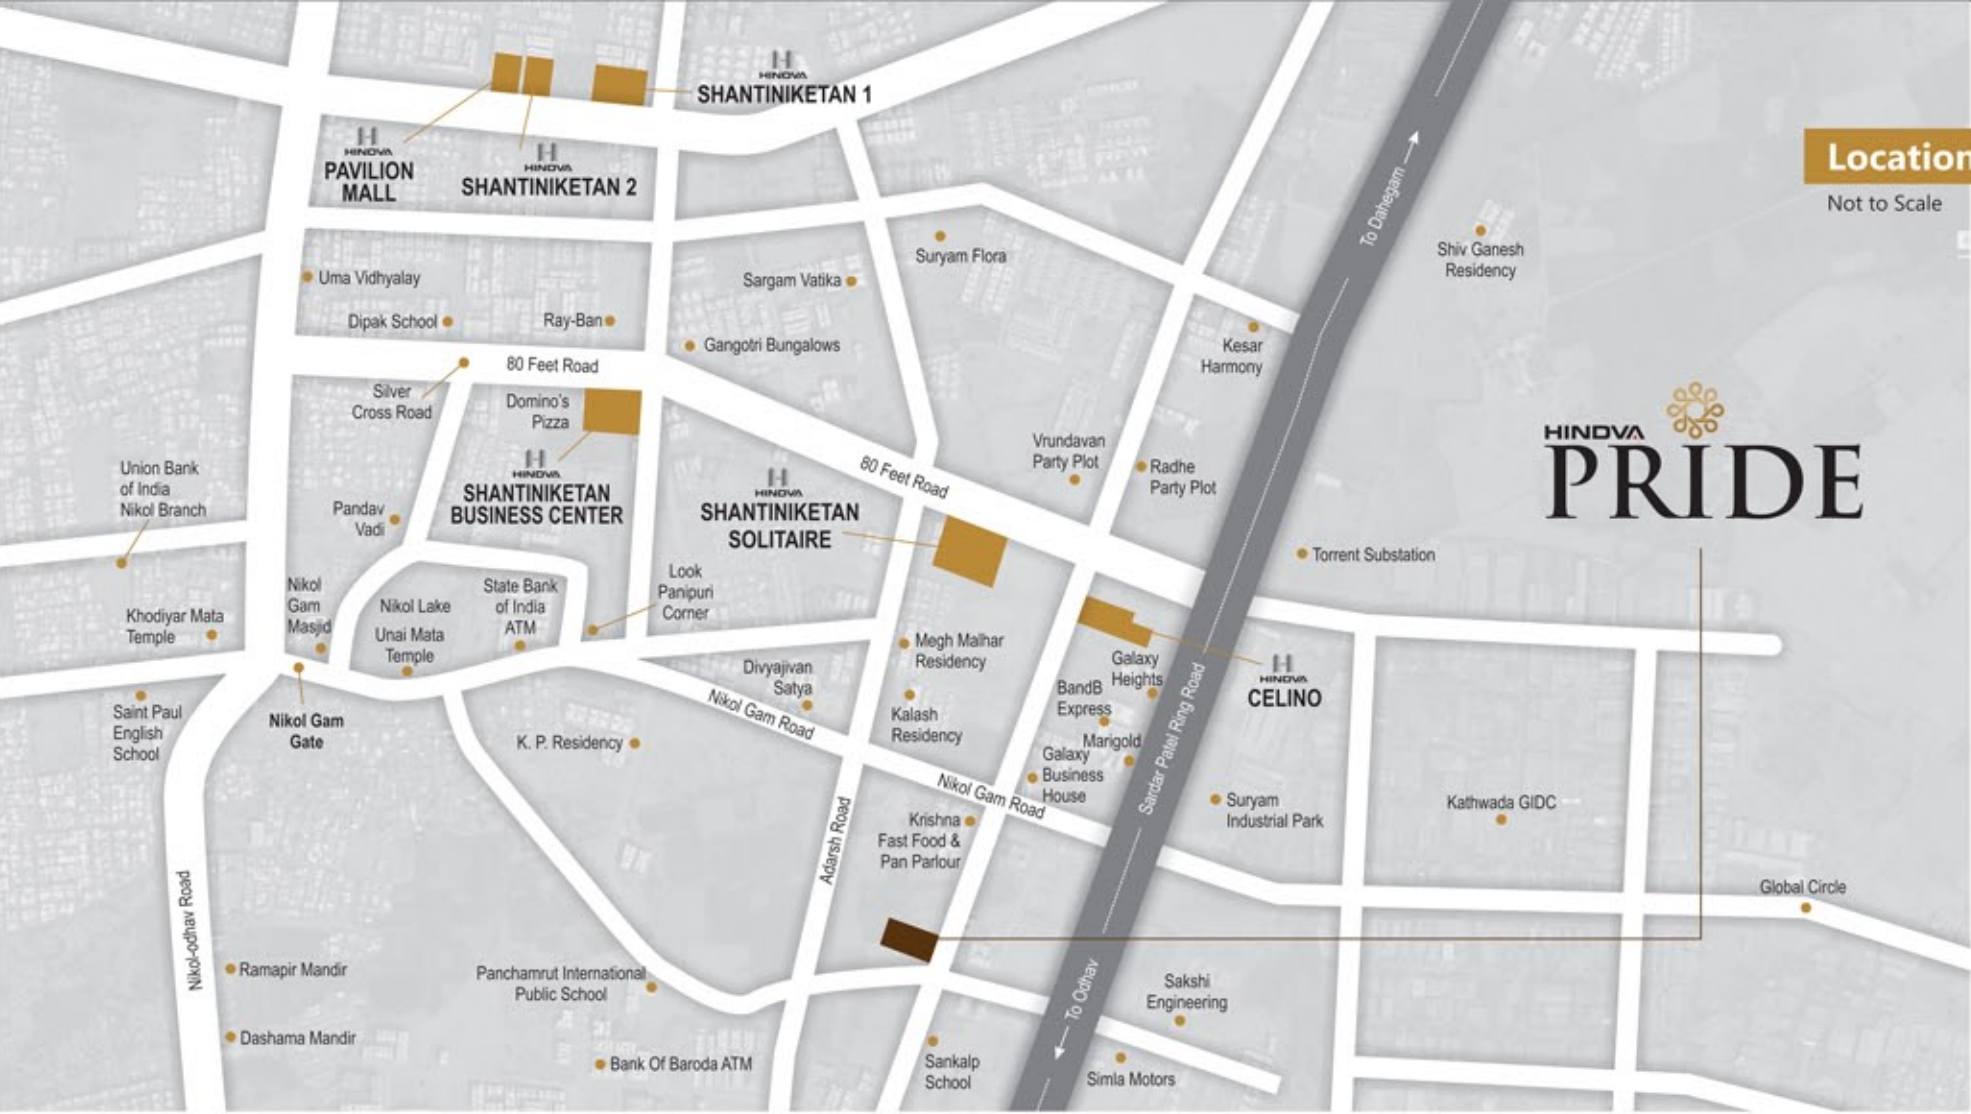 HINDVA
SHANTINIKETAN 1
HINDVA
PAVILION
MALL
HINDVA
SHANTINIKETAN 2
Location
Not to Scale
To Dahegam
Shiv Ganesh
Residency
Suryam Flora
Uma Vidhyalay
Sargam Vatika
Dipak School
Ray-Ban
Gangotri Bungalows
Kesar
Harmony
80 Feet Road
Silver
Cross Road
Domino's
Pizza
HINDVA
PRIDE
Vrundavan
Party Plot
Radhe
Party Plot
80 Feet Road
Union Bank
of India
Nikol Branch
HINDVA
SHANTINIKETAN
BUSINESS CENTER
HINDVA
SHANTINIKETAN
SOLITAIRE
Pandav
Vadi
Torrent Substation
Look
Panipuri
Corner
Nikol
Gam
Masjid
Nikol Lake
State Bank
of India
ATM
Khodiyar Mata
Temple
Unai Mata
Temple
Megh Malhar
Residency
Galaxy
Heights
HINDVA
CELINO
Divyajivan
Satya
BandB
Express
Saint Paul
English
School
Nikol Gam
Gate
Nikol Gam Road
Kalash
Residency
K. P. Residency
Marigold
Sardar Patel Ring Road
Galaxy
Business
House
Nikol Gam Road
Suryam
Industrial Park
Kathwada GIDC
Adarsh Road
Krishna
Fast Food &
Pan Parlour
Global Circle
Nikol-odhav Road
Ramapir Mandir
Panchamrut International
Public School
To Odhav
Sakshi
Engineering
Dashama Mandir
Bank Of Baroda ATM
Sankalp
School
Simla Motors